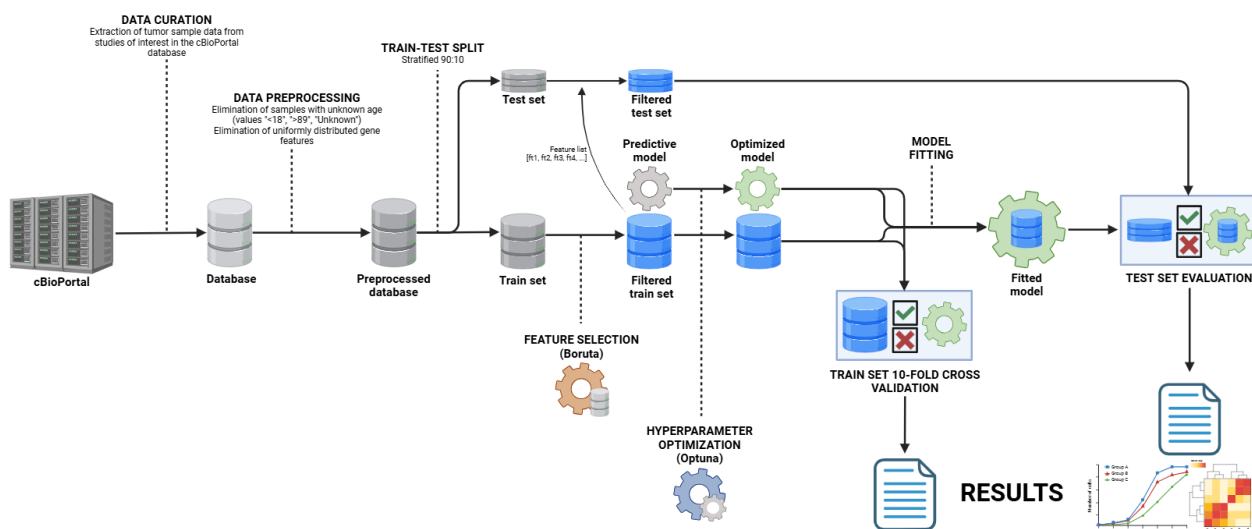 DATA CURATION
Extraction of tumor sample data from
studies of interest in the cBioPortal
database
DATA PREPROCESSING
Elimination of samples with unknown age
(values "<18", ">89", "Unknown")
Elimination of uniformly distributed gene
features
TRAIN-TEST SPLIT
Stratified 90:10
Test set
Filtered
test set
Feature list
[ft1, ft2, ft3, ft4, ...]
Predictive
model
Optimized
model
MODEL
FITTING
cBioPortal
Database
Preprocessed
database
Train set
Filtered
train set
Fitted
model
TEST SET EVALUATION
FEATURE SELECTION
(Boruta)
TRAIN SET 10-FOLD CROSS
VALIDATION
HYPERPARAMETER
OPTIMIZATION
(Optuna)
RESULTS
Group A
Group B
Group C